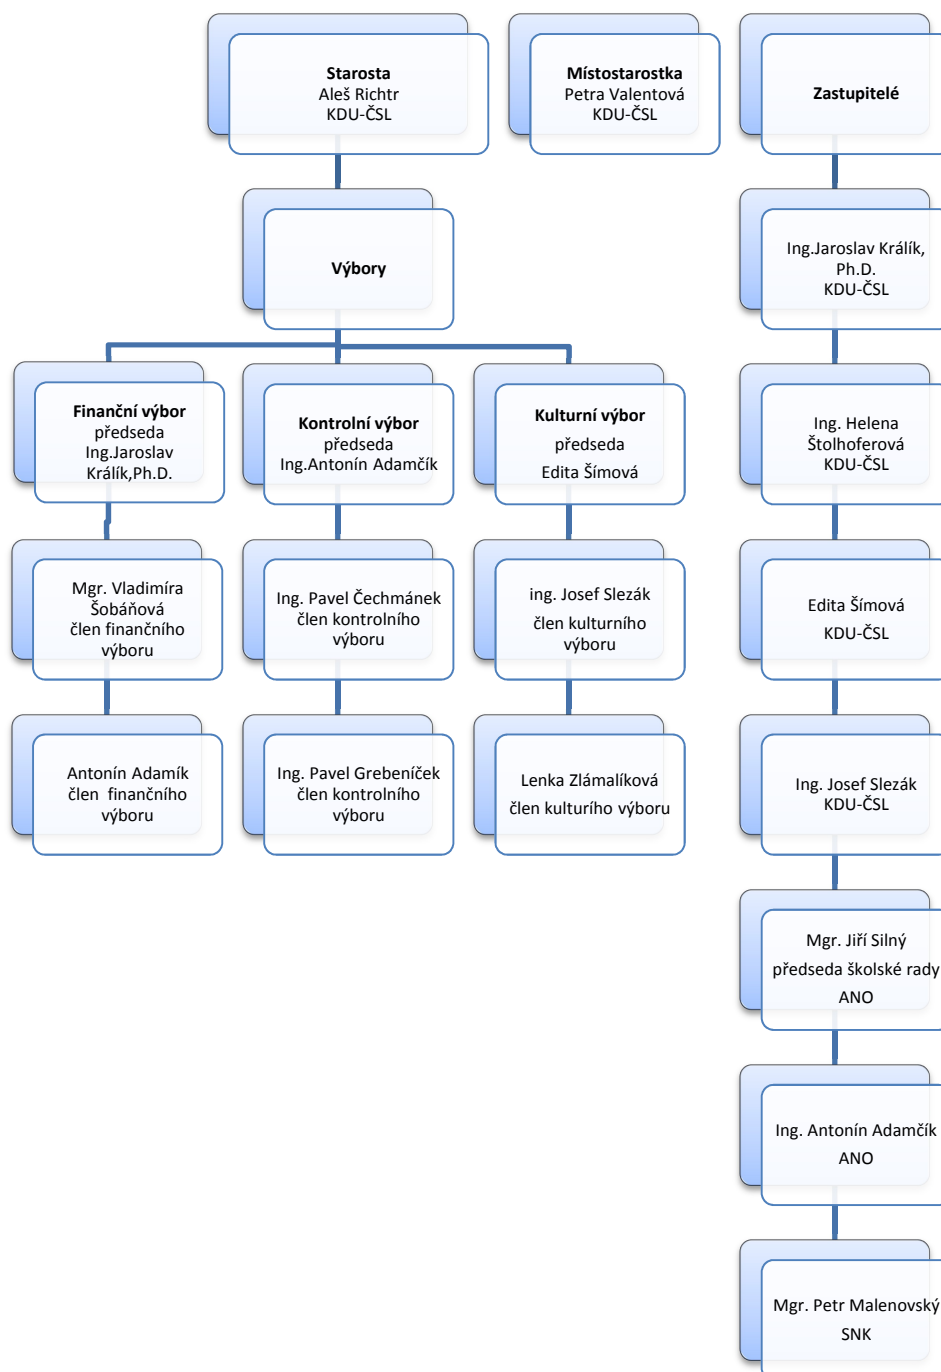 Starosta
Aleš Richtr
KDU-ČSL
Místostarostka
Petra Valentová
KDU-ČSL
Zastupitelé
Výbory
Ing.Jaroslav Králík,
Ph.D.
KDU-ČSL
Finanční výbor
předseda
Ing.Jaroslav
Králík,Ph.D.
Kontrolní výbor
předseda
Ing.Antonín Adamčík
Kulturní výbor
předseda
Edita Šímová
Ing. Helena
Štolhoferová
KDU-ČSL
Mgr. Vladimíra
Šobáňová
člen finančního
výboru
Ing. Pavel Čechmánek
člen kontrolního
výboru
ing. Josef Slezák
člen kulturního
výboru
Edita Šímová
KDU-ČSL
Antonín Adamík
člen  finančního
výboru
Ing. Pavel Grebeníček
člen kontrolního
výboru
Lenka Zlámalíková
člen kulturího výboru
Ing. Josef Slezák
KDU-ČSL
Mgr. Jiří Silný
předseda školské rady
ANO
Ing. Antonín Adamčík
ANO
Mgr. Petr Malenovský
SNK